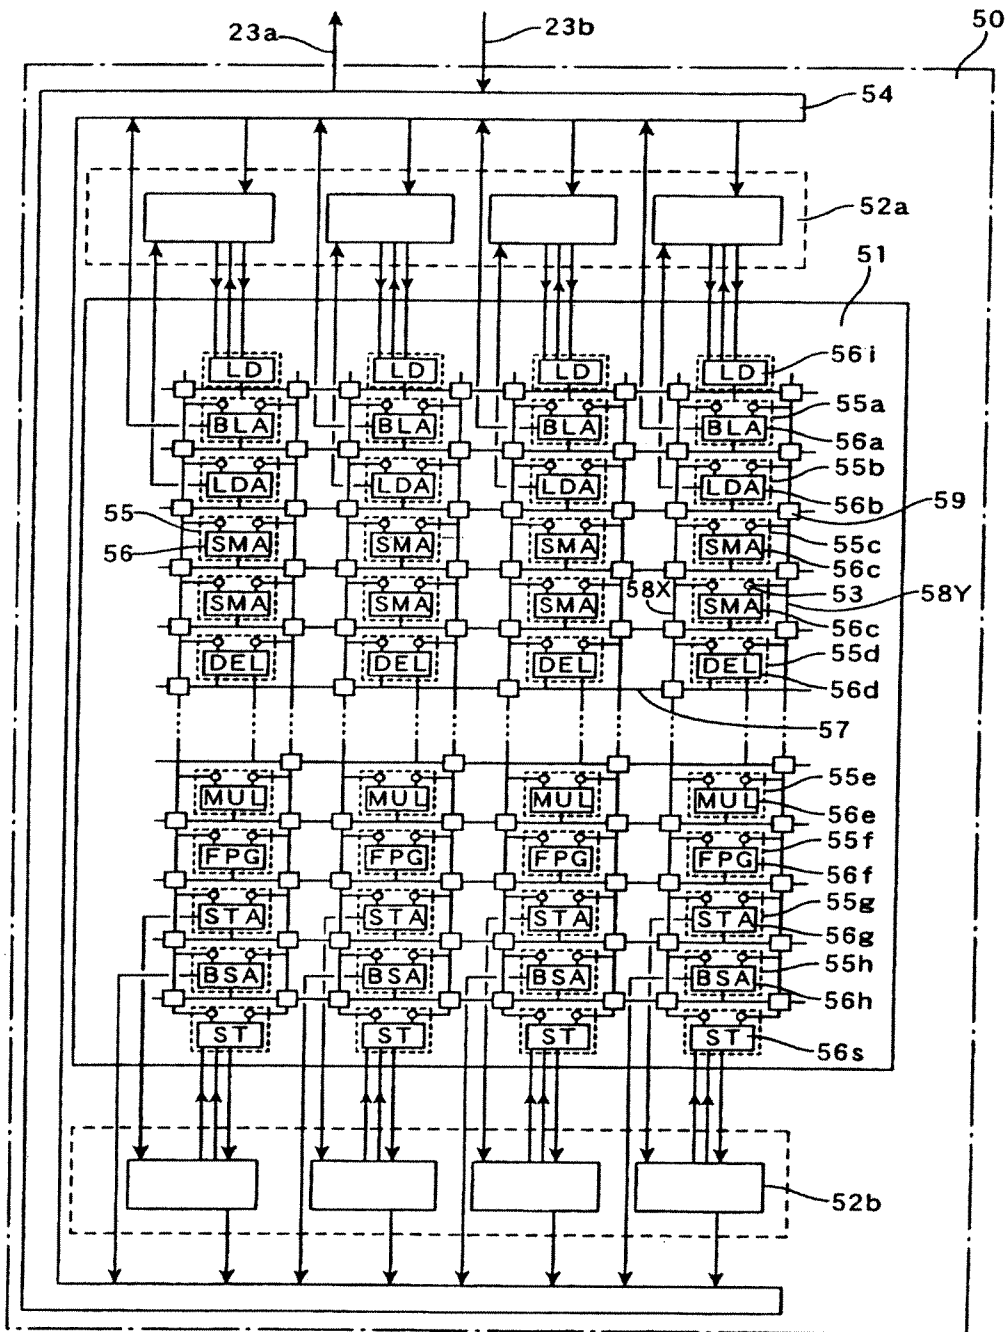 23a 23b 50
54
52a
51
LD LD LD LD 56i
55a
BLA BLA BLA BLA 56a
55b
LDA LDA LDA LDA 56b 59
55 55c
56 SMA SMA SMA SMA 56c
58X 53 58Y
SMA SMA SMA SMA 56c
55d
DEL DEL DEL DEL 56d
57
55e
MUL MUL MUL MUL 56e
55f
FPG FPG FPG FPG 56f
55g
STA STA STA STA 56g
55h
BSA BSA BSA BSA 56h
ST ST ST ST 56s
52b